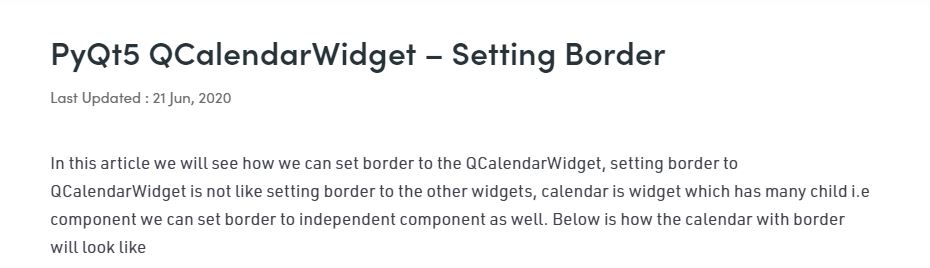 PyQt5 QCalendarWidget – Setting Border
Last Updated : 21 Jun, 2020
In this article we will see how we can set border to the QCalendarWidget, setting border to
QCalendarWidget is not like setting border to the other widgets, calendar is widget which has many child i.e
component we can set border to independent component as well. Below is how the calendar with border
will look like